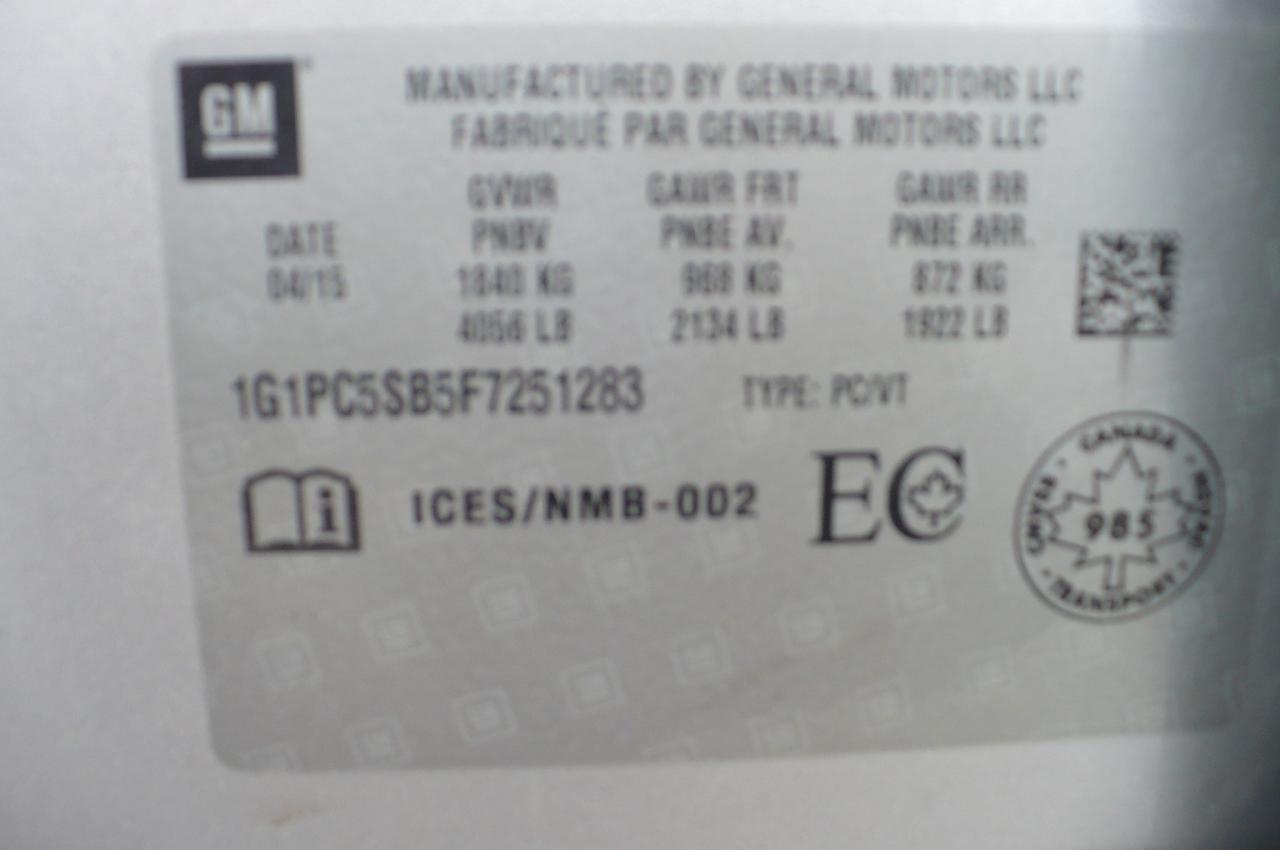 GM
MANUFACTURED BY GENERAL MOTORS LLC
FABRIQUÉ PAR GENERAL MOTORS LLC
GVWR GAWR FRT GAWR RR
DATE PNBV PNBE AV. PNBE ARR.
04/15 1840 KG 968 KG 872 KG
4056 LB 2134 LB 1922 LB
1G1PC5SB5F7251283 TYPE: PC/VT
i ICES/NMB-002 EC
CANADA
985
TRANSPORT